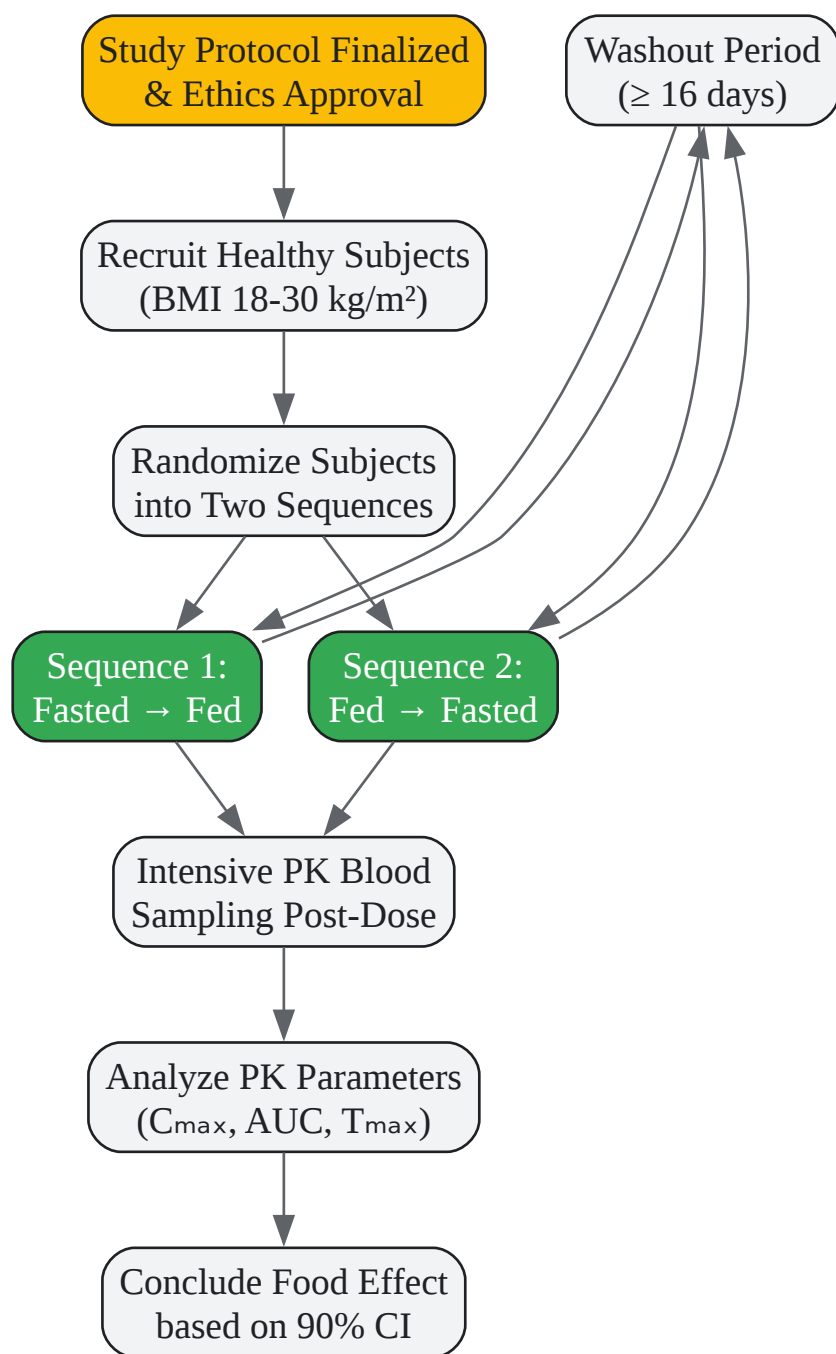 Study Protocol Finalized
& Ethics Approval
Washout Period
(≥ 16 days)
Recruit Healthy Subjects
(BMI 18-30 kg/m²)
Randomize Subjects
into Two Sequences
Sequence 1:
Fasted → Fed
Sequence 2:
Fed → Fasted
Intensive PK Blood
Sampling Post-Dose
Analyze PK Parameters
(Cₘₐₓ, AUC, Tₘₐₓ)
Conclude Food Effect
based on 90% CI